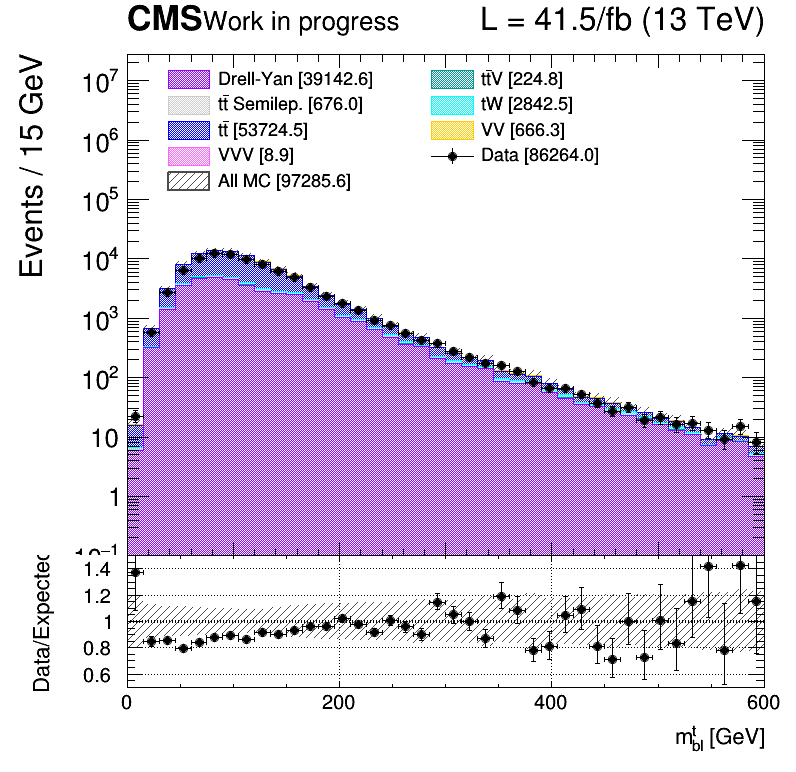 CMS Work in progress L = 41.5/fb (13 TeV)
Events / 15 GeV
10⁷
10⁶
10⁵
10⁴
10³
10²
10
1
10⁻¹
Drell-Yan [39142.6]
tt̄ Semilep. [676.0]
tt̄ [53724.5]
VVV [8.9]
All MC [97285.6]
tt̄V [224.8]
tW [2842.5]
VV [666.3]
Data [86264.0]
Data/Expected
1.4
1.2
1
0.8
0.6
0 200 400 600
m^t_bl [GeV]